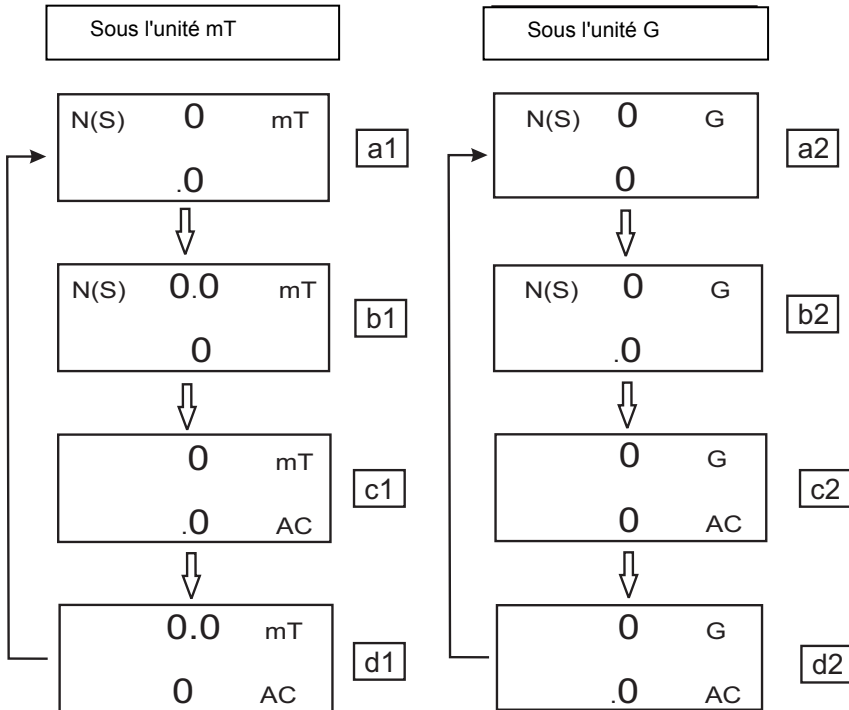 Sous l'unité mT
N(S) 0 mT
.0
a1
N(S) 0.0 mT
0
b1
0 mT
.0 AC
c1
0.0 mT
0 AC
d1
Sous l'unité G
N(S) 0 G
0
a2
N(S) 0 G
.0
b2
0 G
0 AC
c2
0 G
.0 AC
d2